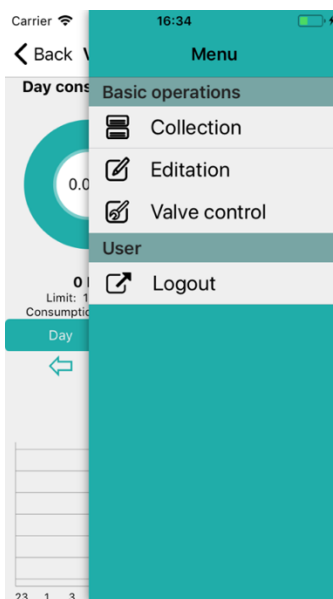 Carrier 16:34
Back
Menu
Day cons
Basic operations
Collection
0.0
Editation
Valve control
User
0
Limit: 1
Logout
Consumptio
Day
23 1 3